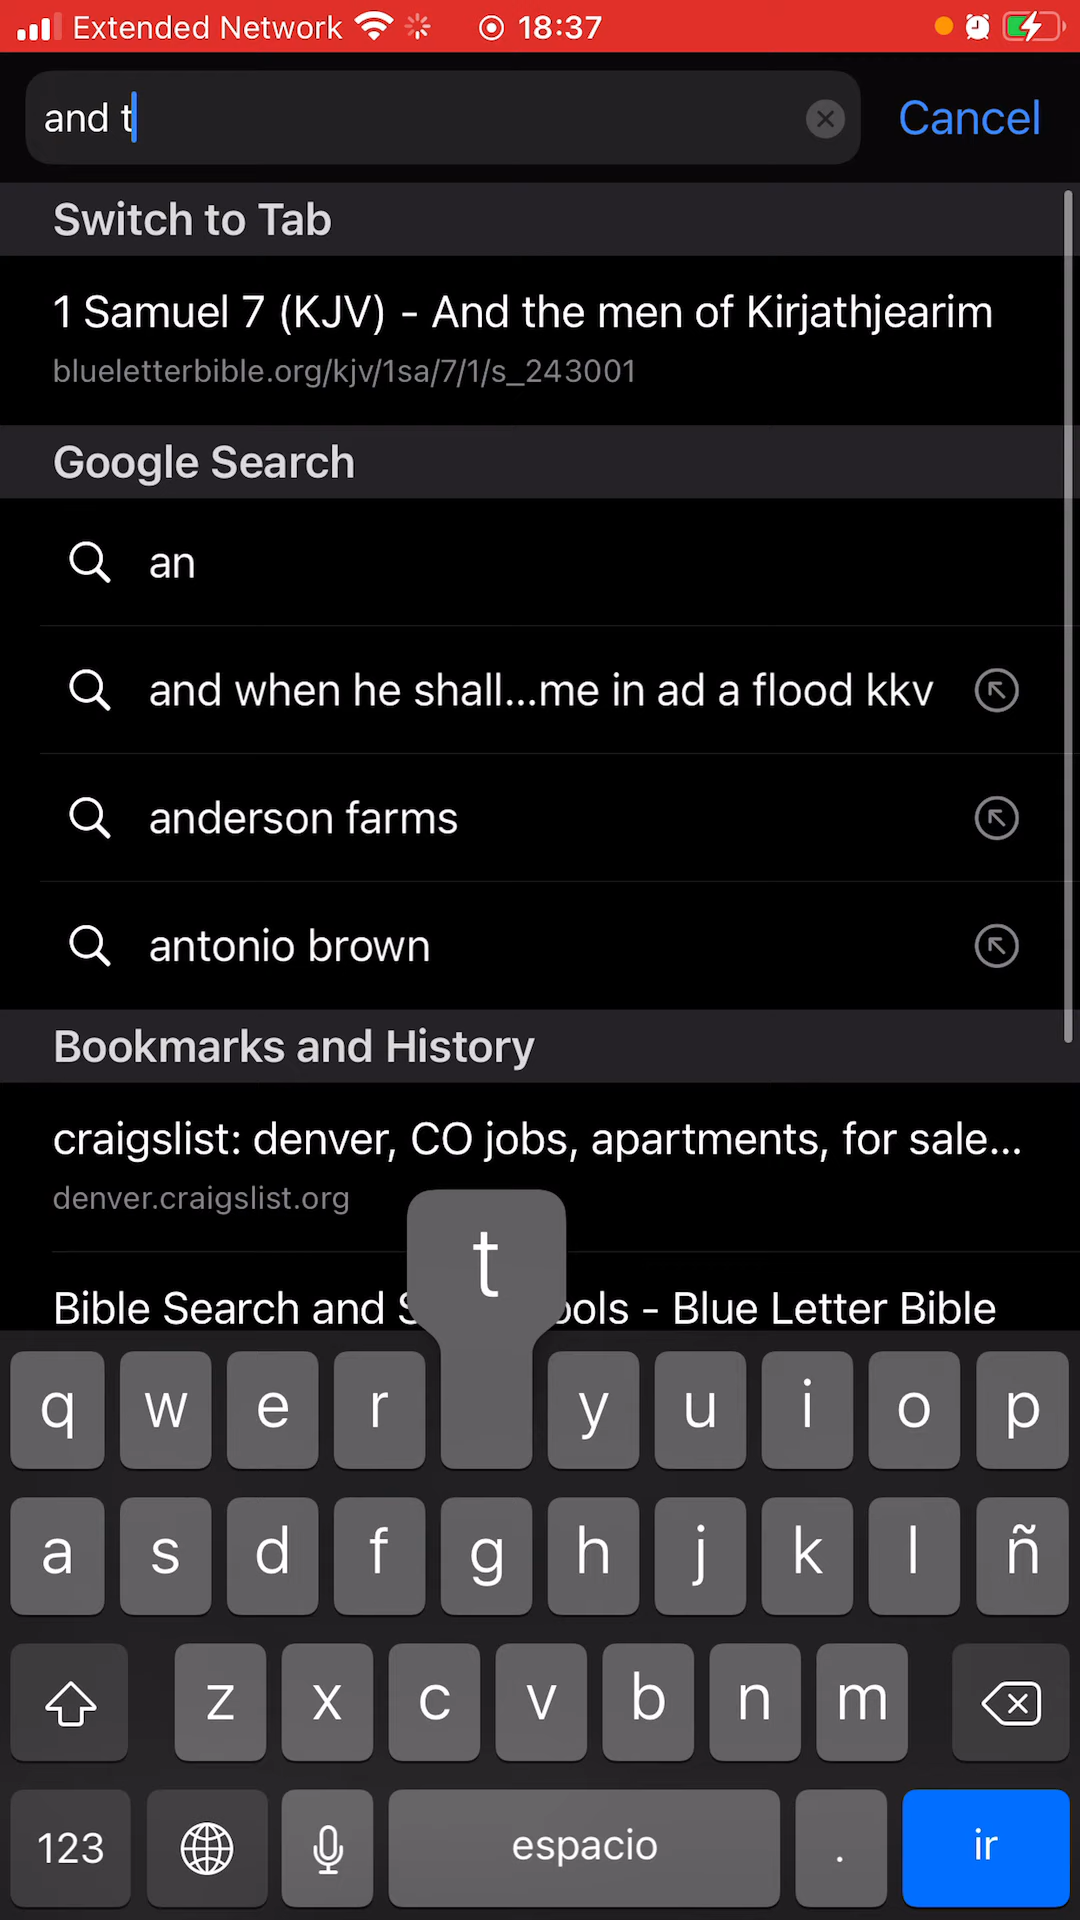 Extended Network 18:37
and t Cancel
Switch to Tab
1 Samuel 7 (KJV) - And the men of Kirjathjearim
blueletterbible.org/kjv/1sa/7/1/s_243001
Google Search
an
and when he shall...me in ad a flood kkv
anderson farms
antonio brown
Bookmarks and History
craigslist: denver, CO jobs, apartments, for sale...
denver.craigslist.org
t
Bible Search and - Blue Letter Bible
q w e r y u i o p
a s d f g h j k l ñ
z x c v b n m
123 espacio . ir